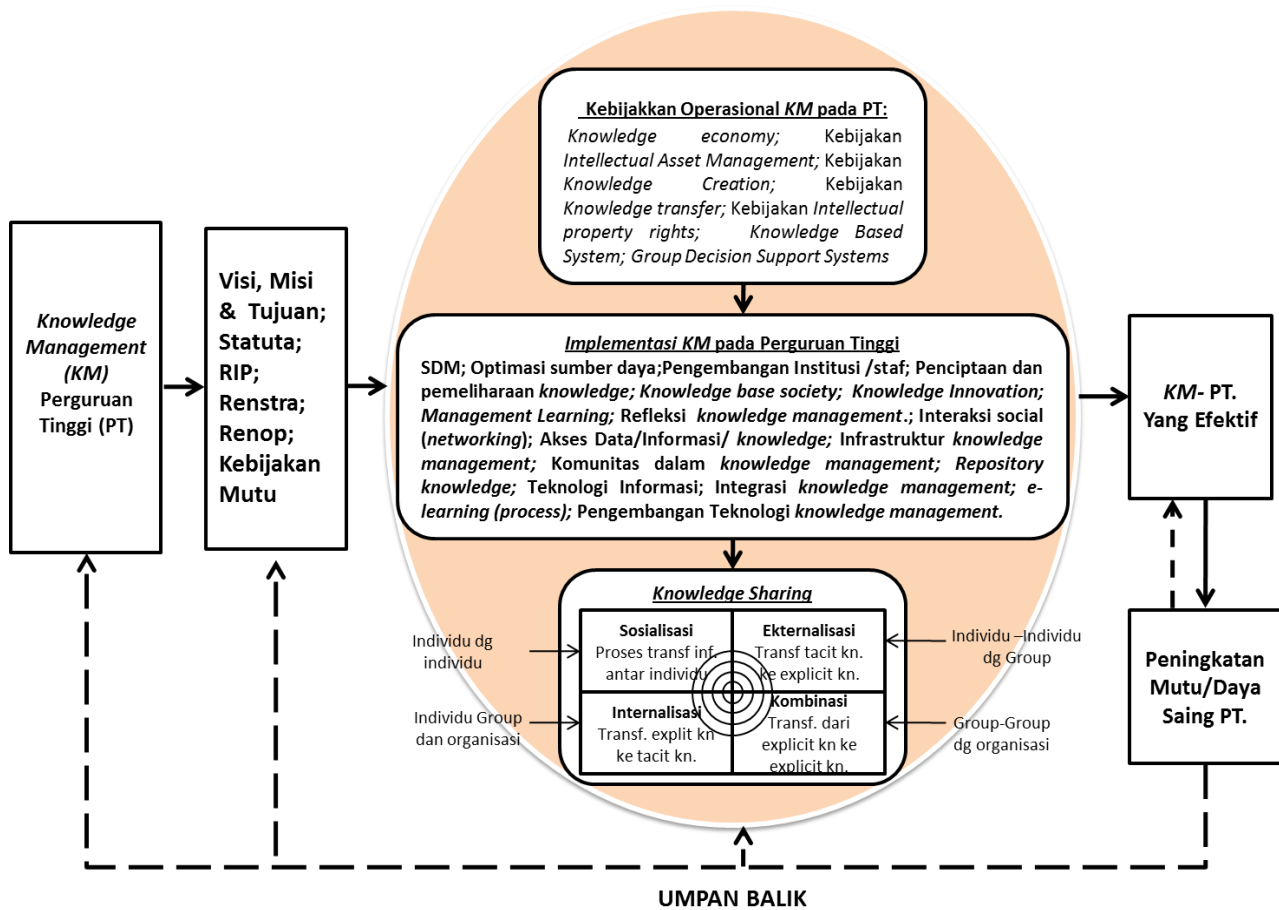 Kebijakkan Operasional KM pada PT:
Knowledge economy; Kebijakan
Intellectual Asset Management; Kebijakan
Knowledge Creation; Kebijakan
Knowledge transfer; Kebijakan Intellectual
property rights; Knowledge Based
System; Group Decision Support Systems
Knowledge
Management
(KM)
Perguruan
Tinggi (PT)
Visi, Misi
& Tujuan;
Statuta;
RIP;
Renstra;
Renop;
Kebijakan
Mutu
Implementasi KM pada Perguruan Tinggi
SDM; Optimasi sumber daya;Pengembangan Institusi /staf; Penciptaan dan
pemeliharaan knowledge; Knowledge base society; Knowledge Innovation;
Management Learning; Refleksi knowledge management.; Interaksi social
(networking); Akses Data/Informasi/ knowledge; Infrastruktur knowledge
management; Komunitas dalam knowledge management; Repository
knowledge; Teknologi Informasi; Integrasi knowledge management; e-
learning (process); Pengembangan Teknologi knowledge management.
KM- PT.
Yang Efektif
Knowledge Sharing
Individu dg
individu
Sosialisasi
Proses transf inf.
antar individu
Ekternalisasi
Transf tacit kn.
ke explicit kn.
Individu –Individu
dg Group
Individu Group
dan organisasi
Internalisasi
Transf. explit kn
ke tacit kn.
Kombinasi
Transf. dari
explicit kn ke
explicit kn.
Group-Group
dg organisasi
Peningkatan
Mutu/Daya
Saing PT.
UMPAN BALIK